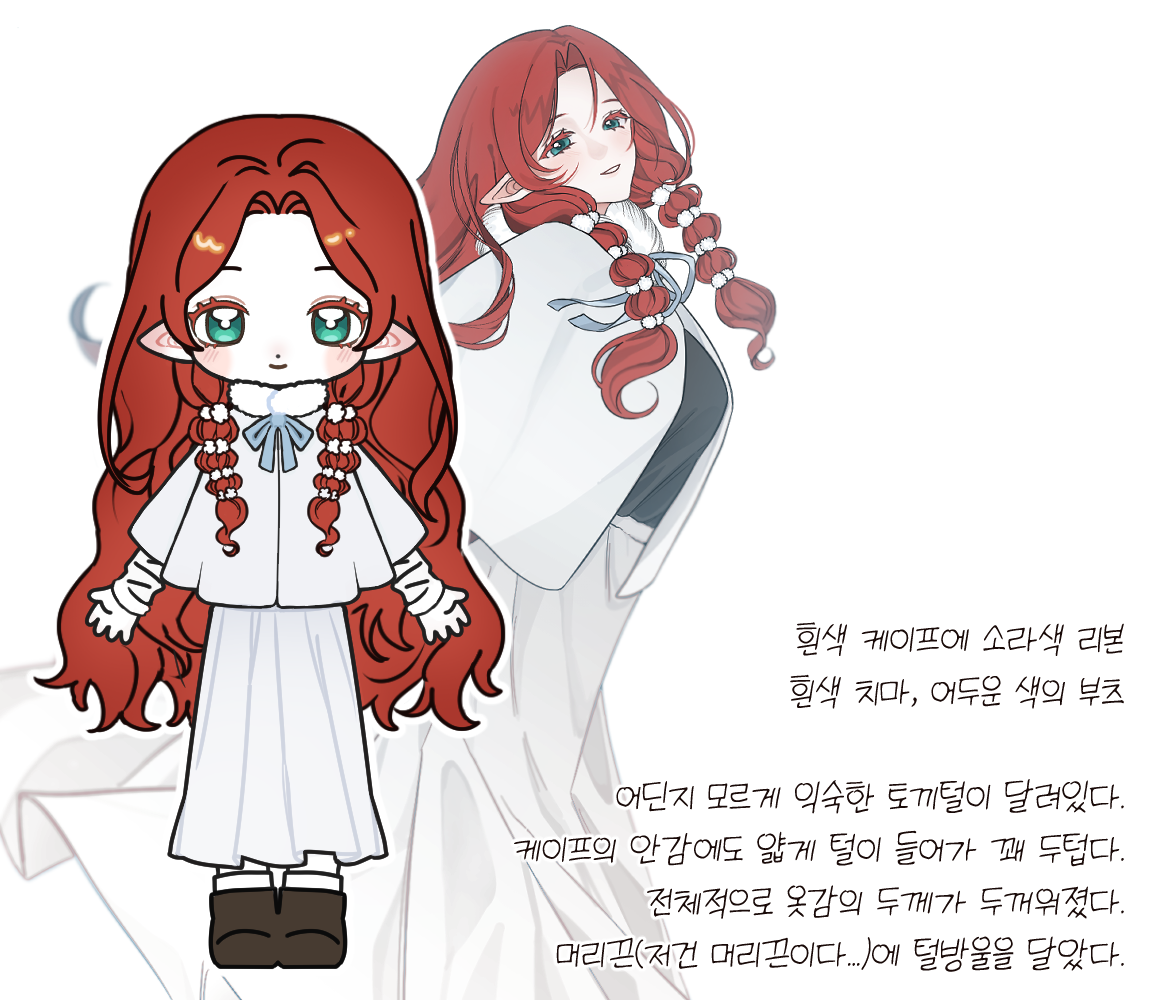 흰색 케이프에 소라색 리본
흰색 치마, 어두운 색의 부츠
어딘지 모르게 익숙한 토끼털이 달려있다.
케이프의 안감에도 얇게 털이 들어가 꽤 두텁다.
전체적으로 옷감의 두께가 두꺼워졌다.
머리끈(저건 머리끈이다...)에 털방울을 달았다.